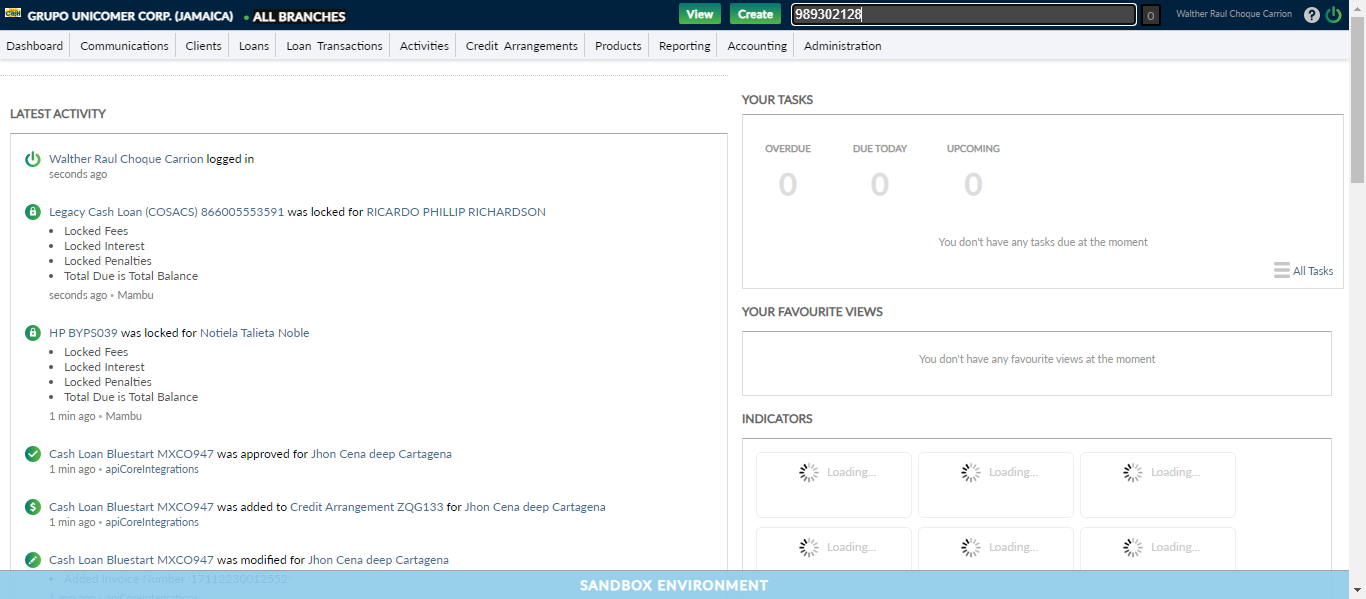 GRUPO UNICOMER CORP. (JAMAICA) • ALL BRANCHES View Create 989302128 0 Walther Raul Choque Carrion ?
Dashboard Communications Clients Loans Loan Transactions Activities Credit Arrangements Products Reporting Accounting Administration
LATEST ACTIVITY
Walther Raul Choque Carrion logged in
seconds ago
Legacy Cash Loan (COSACS) 866005553591 was locked for RICARDO PHILLIP RICHARDSON
• Locked Fees
• Locked Interest
• Locked Penalties
• Total Due is Total Balance
seconds ago • Mambu
HP BYPS039 was locked for Notiela Talieta Noble
• Locked Fees
• Locked Interest
• Locked Penalties
• Total Due is Total Balance
1 min ago • Mambu
Cash Loan Bluestart MXCO947 was approved for Jhon Cena deep Cartagena
1 min ago • apiCoreIntegrations
Cash Loan Bluestart MXCO947 was added to Credit Arrangement ZQG133 for Jhon Cena deep Cartagena
1 min ago • apiCoreIntegrations
Cash Loan Bluestart MXCO947 was modified for Jhon Cena deep Cartagena
• Added Invoice Number '17112230012552'
1 min ago • apiCoreIntegrations
YOUR TASKS
OVERDUE DUE TODAY UPCOMING
0 0 0
You don't have any tasks due at the moment
All Tasks
YOUR FAVOURITE VIEWS
You don't have any favourite views at the moment
INDICATORS
Loading... Loading... Loading...
Loading... Loading... Loading...
SANDBOX ENVIRONMENT